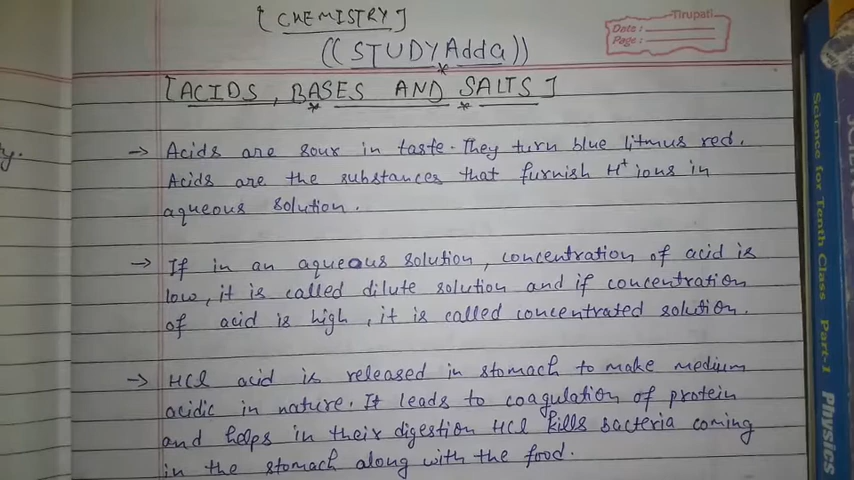 [CHEMISTRY]
((STUDYAdda))
Tirupati
Date :
Page :
[ACIDS, BASES AND SALTS]
→ Acids are sour in taste. They turn blue litmus red.
Acids are the substances that furnish H+ ions in
aqueous solution.
→ If in an aqueous solution, concentration of acid is
low, it is called dilute solution and if concentration
of acid is high, it is called concentrated solution.
→ HCl acid is released in stomach to make medium
acidic in nature. It leads to coagulation of protein
and helps in their digestion HCl kills bacteria coming
in the stomach along with the food.
y.
Science for Tenth Class Part-1 Physics